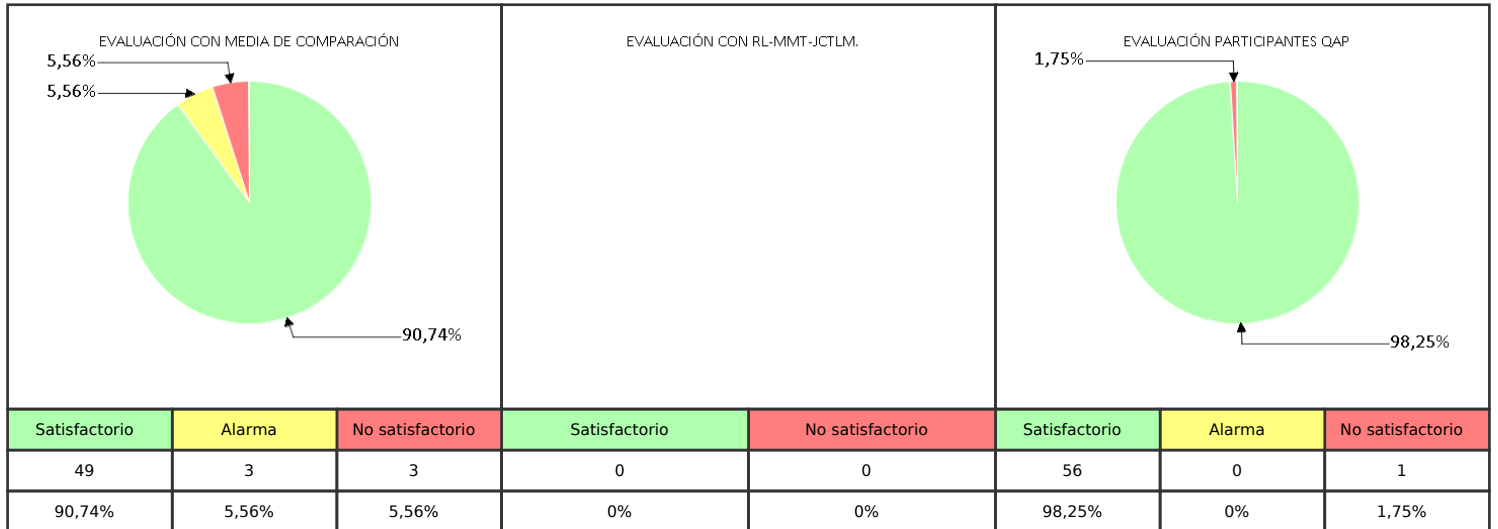 EVALUACIÓN CON MEDIA DE COMPARACIÓN
5,56%
5,56%
90,74%
EVALUACIÓN CON RL-MMT-JCTLM.
EVALUACIÓN PARTICIPANTES QAP
1,75%
98,25%
Satisfactorio Alarma No satisfactorio Satisfactorio No satisfactorio Satisfactorio Alarma No satisfactorio
49 3 3 0 0 56 0 1
90,74% 5,56% 5,56% 0% 0% 98,25% 0% 1,75%